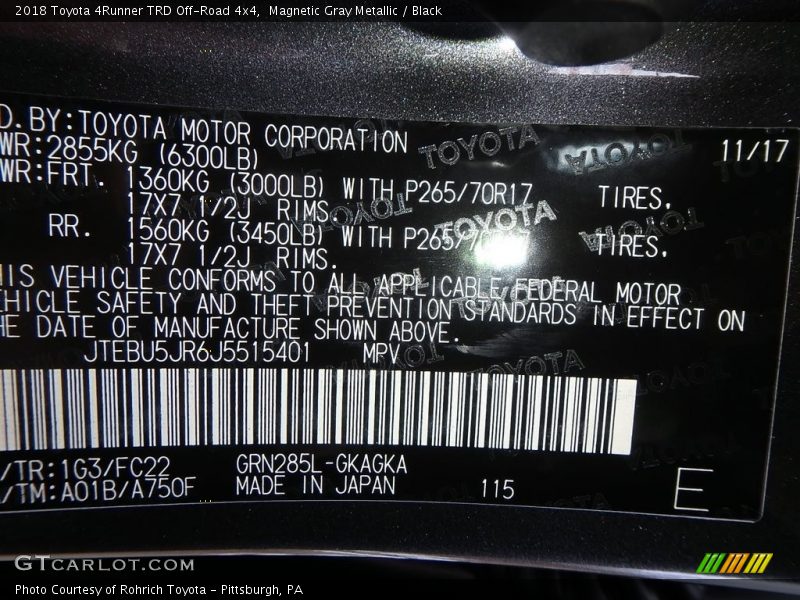 2018 Toyota 4Runner TRD Off-Road 4x4,  Magnetic Gray Metallic / Black
D.BY:TOYOTA MOTOR CORPORATION
11/17
WR:2855KG (6300LB)
WR:FRT. 1360KG (3000LB) WITH P265/70R17 TIRES,
17X7 1/2J RIMS,
RR. 1560KG (3450LB) WITH P265/70 TIRES,
17X7 1/2J RIMS.
IS VEHICLE CONFORMS TO ALL APPLICABLE FEDERAL MOTOR
EHICLE SAFETY AND THEFT PREVENTION STANDARDS IN EFFECT ON
HE DATE OF MANUFACTURE SHOWN ABOVE.
JTEBU5JR6J5515401 MPV
/TR:1G3/FC22 GRN285L-GKAGKA
/TM:A01B/A750F MADE IN JAPAN 115 E
GTCARLOT.COM
Photo Courtesy of Rohrich Toyota - Pittsburgh, PA